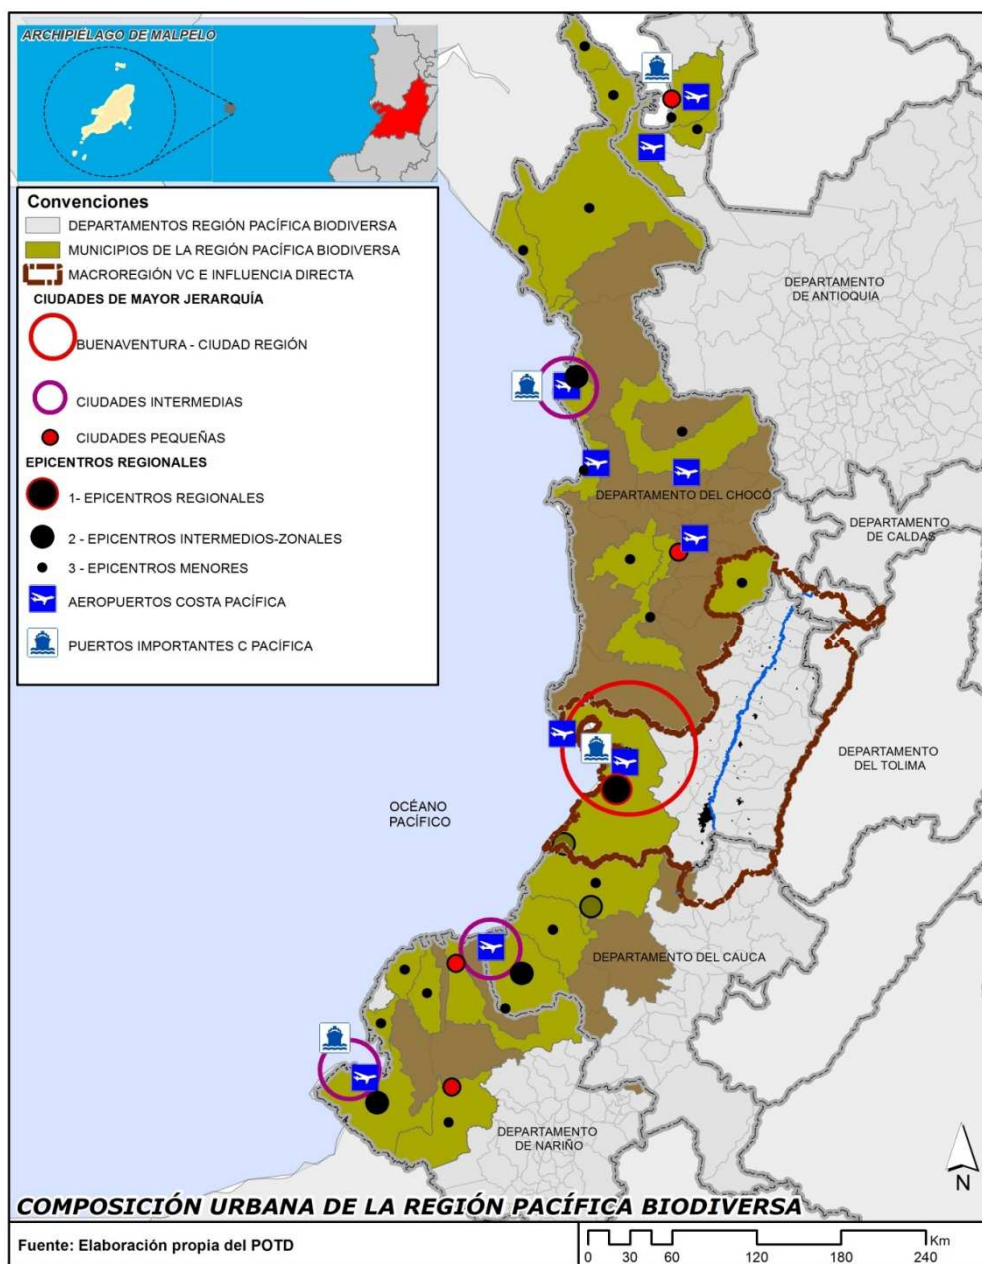 ARCHIPIÉLAGO DE MALPELO
Convenciones
DEPARTAMENTOS REGIÓN PACÍFICA BIODIVERSA
MUNICIPIOS DE LA REGIÓN PACÍFICA BIODIVERSA
MACROREGIÓN VC E INFLUENCIA DIRECTA
CIUDADES DE MAYOR JERARQUÍA
BUENAVENTURA - CIUDAD REGIÓN
CIUDADES INTERMEDIAS
CIUDADES PEQUEÑAS
EPICENTROS REGIONALES
1- EPICENTROS REGIONALES
2 - EPICENTROS INTERMEDIOS-ZONALES
3 - EPICENTROS MENORES
AEROPUERTOS COSTA PACÍFICA
PUERTOS IMPORTANTES C PACÍFICA
DEPARTAMENTO
DE ANTIOQUIA
DEPARTAMENTO DEL CHOCÓ
DEPARTAMENTO
DE CALDAS
DEPARTAMENTO
DEL TOLIMA
OCÉANO
PACÍFICO
DEPARTAMENTO DEL CAUCA
DEPARTAMENTO
DE NARIÑO
N
COMPOSICIÓN URBANA DE LA REGIÓN PACÍFICA BIODIVERSA
Fuente: Elaboración propia del POTD
Km
0 30 60 120 180 240